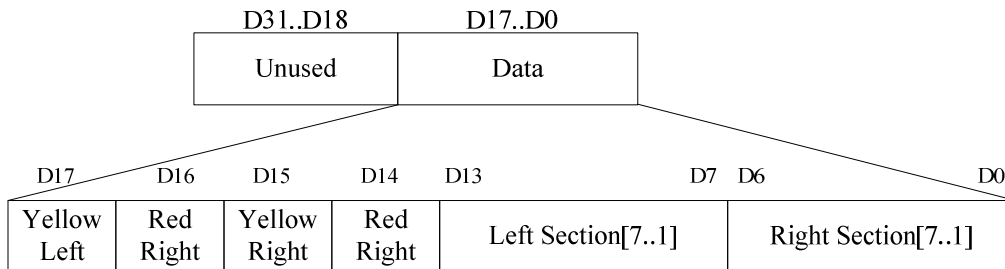 D31..D18 D17..D0
Unused Data
D17 D16 D15 D14 D13 D7 D6 D0
Yellow Left Red Right Yellow Right Red Right Left Section[7..1] Right Section[7..1]